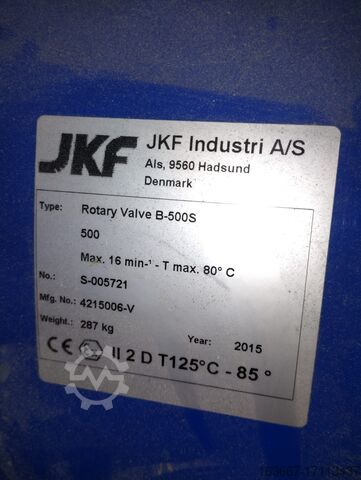 JKF
JKF Industri A/S
Als, 9560 Hadsund
Denmark
Type: Rotary Valve B-500S
500
Max. 16 min-¹ - T max. 80° C
No.: S-005721
Mfg. No.: 4215006-V
Weight.: 287 kg
Year: 2015
CE Ex II 2 D T125°C - 85 °